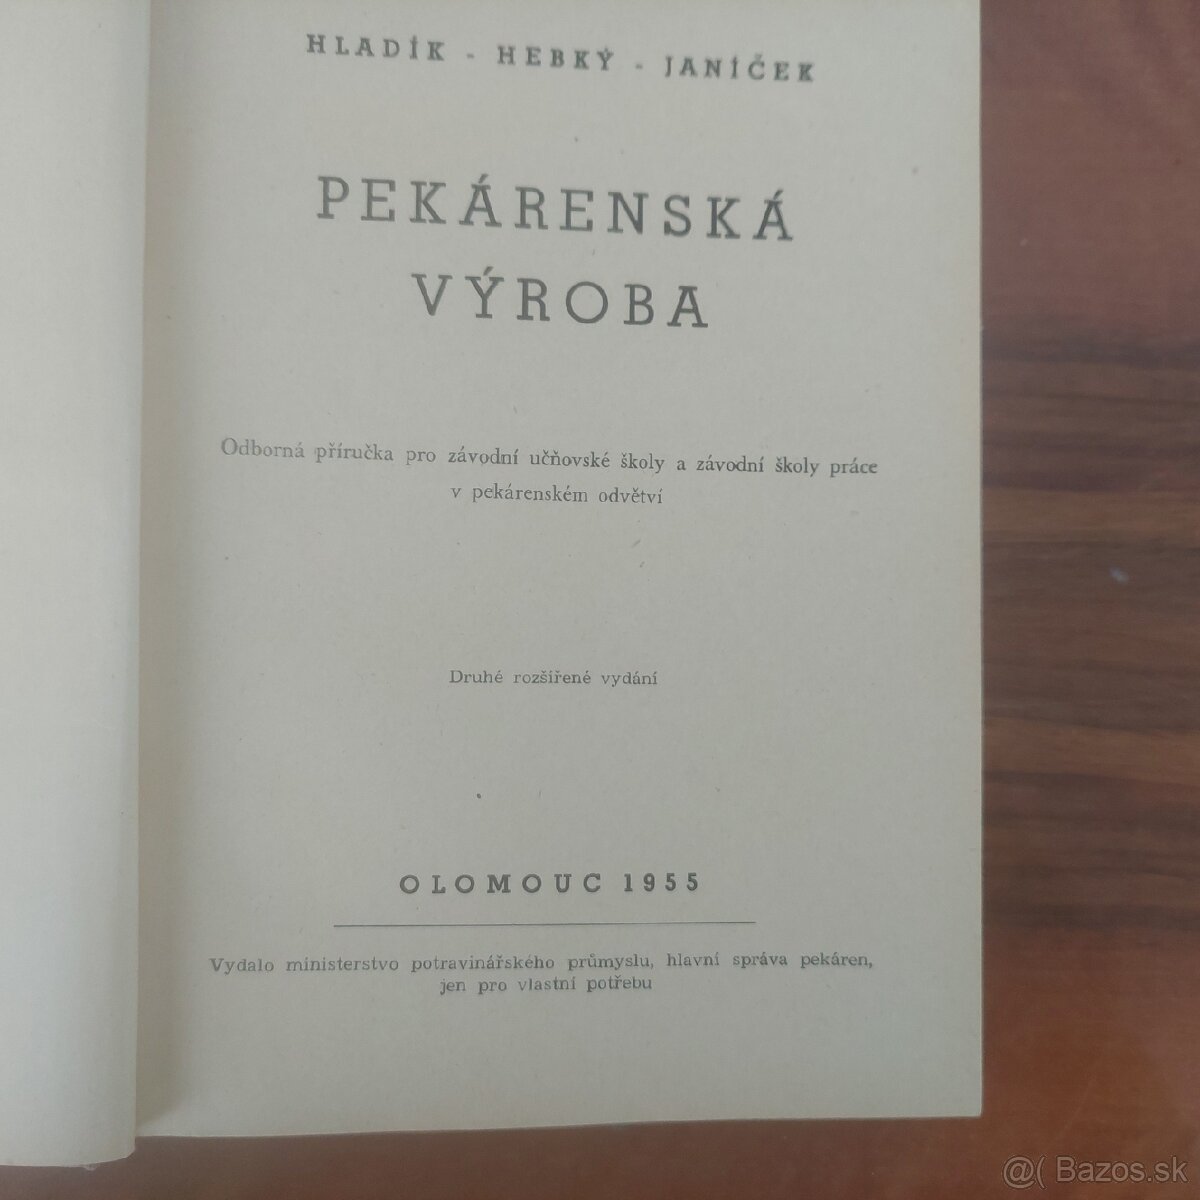 HLADÍK - HEBKÝ - JANÍČEK
PEKÁRENSKÁ
VÝROBA
Odborná příručka pro závodní učňovské školy a závodní školy práce
v pekárenském odvětví
Druhé rozšířené vydání
OLOMOUC 1955
Vydalo ministerstvo potravinářského průmyslu, hlavní správa pekáren,
jen pro vlastní potřebu
@( Bazos.sk